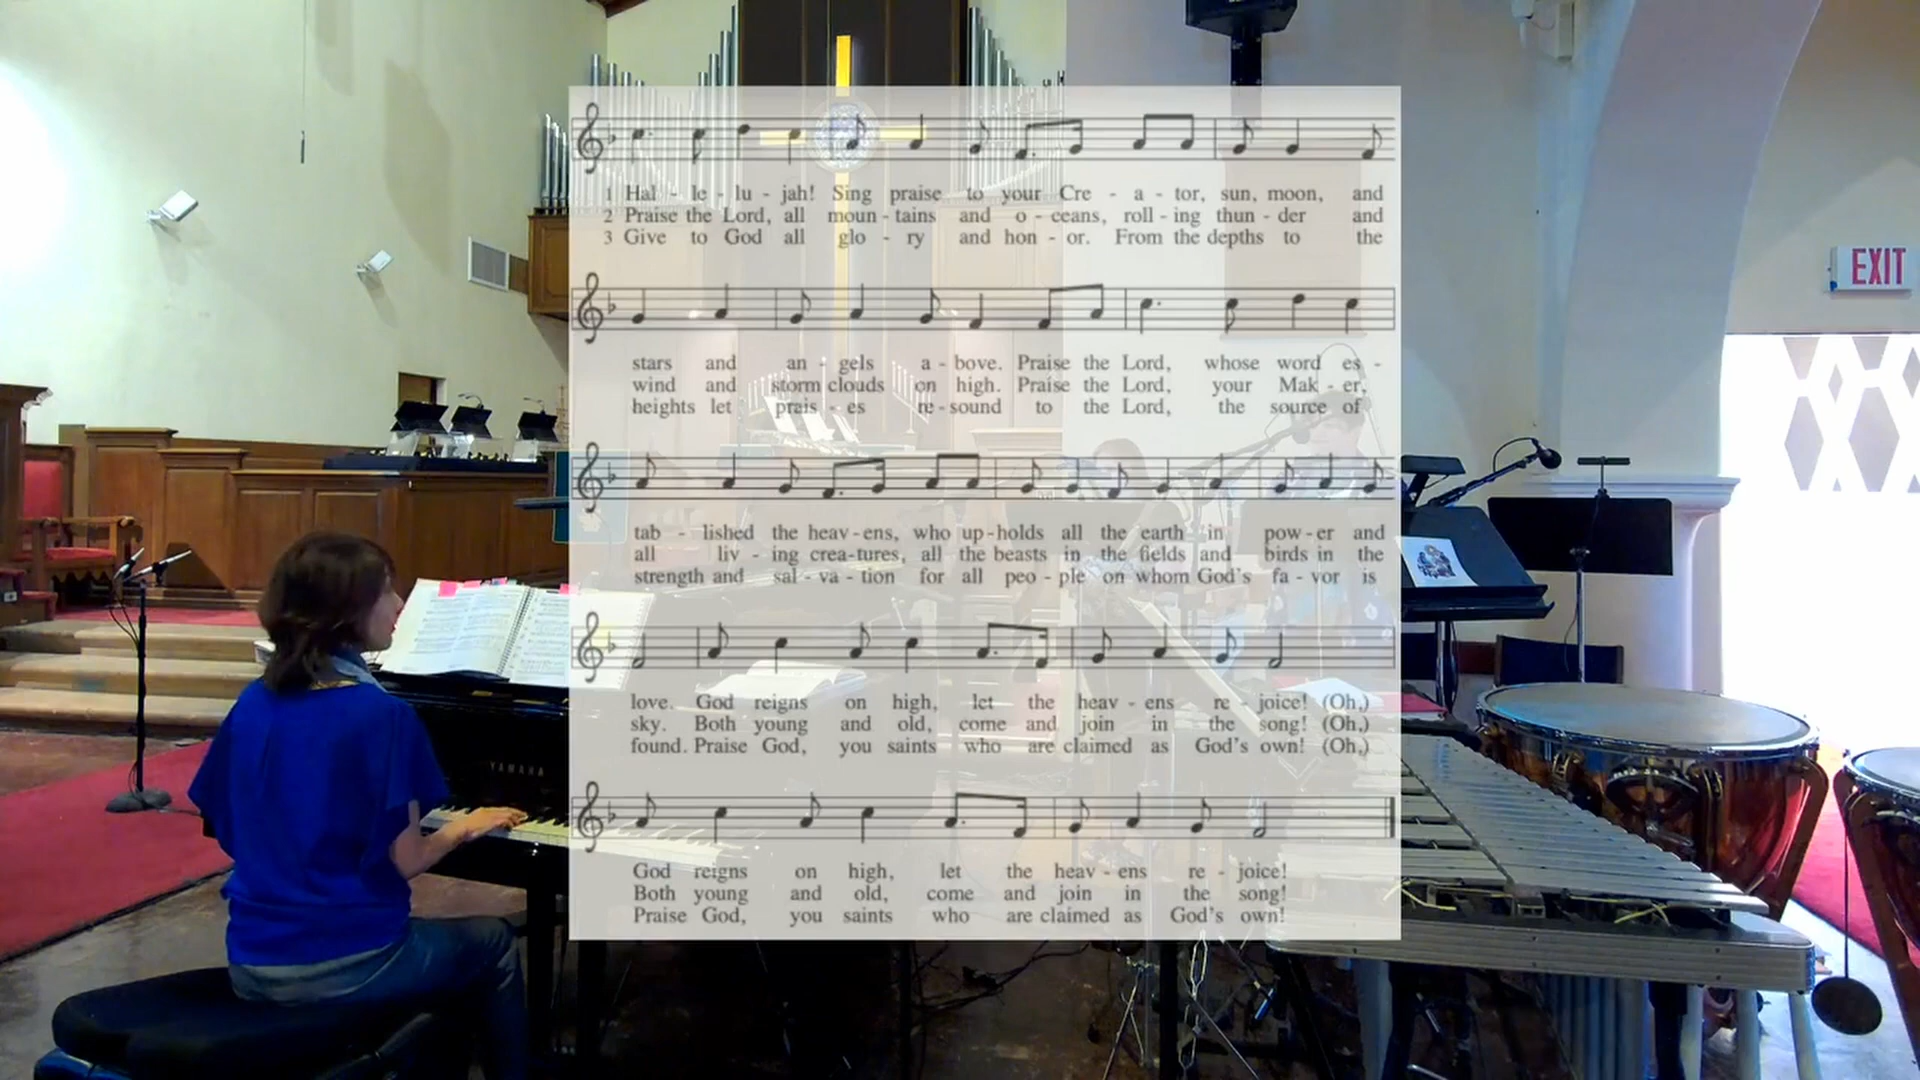 1 Hal - le - lu - jah! Sing praise to your Cre - a - tor, sun, moon, and
2 Praise the Lord, all moun - tains and o - ceans, roll - ing thun - der and
3 Give to God all glo - ry and hon - or. From the depths to the
stars and an - gels a - bove. Praise the Lord, whose word es -
wind and storm clouds on high. Praise the Lord, your Mak - er,
heights let prais - es re - sound to the Lord, the source of
tab - lished the heav - ens, who up - holds all the earth in pow - er and
all liv - ing crea - tures, all the beasts in the fields and birds in the
strength and sal - va - tion for all peo - ple on whom God's fa - vor is
love. God reigns on high, let the heav - ens re - joice! (Oh,)
sky. Both young and old, come and join in the song! (Oh,)
found. Praise God, you saints who are claimed as God's own! (Oh,)
God reigns on high, let the heav - ens re - joice!
Both young and old, come and join in the song!
Praise God, you saints who are claimed as God's own!
EXIT
YAMAHA